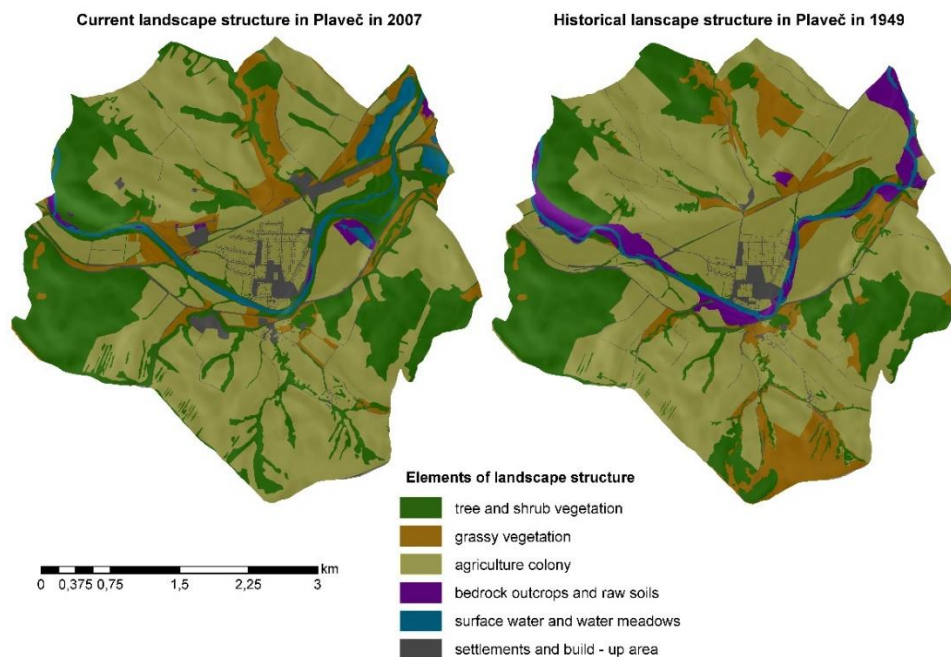 Current landscape structure in Plaveč in 2007
Historical lanscape structure in Plaveč in 1949
Elements of landscape structure
tree and shrub vegetation
grassy vegetation
agriculture colony
bedrock outcrops and raw soils
surface water and water meadows
settlements and build - up area
km
0 0,375 0,75 1,5 2,25 3